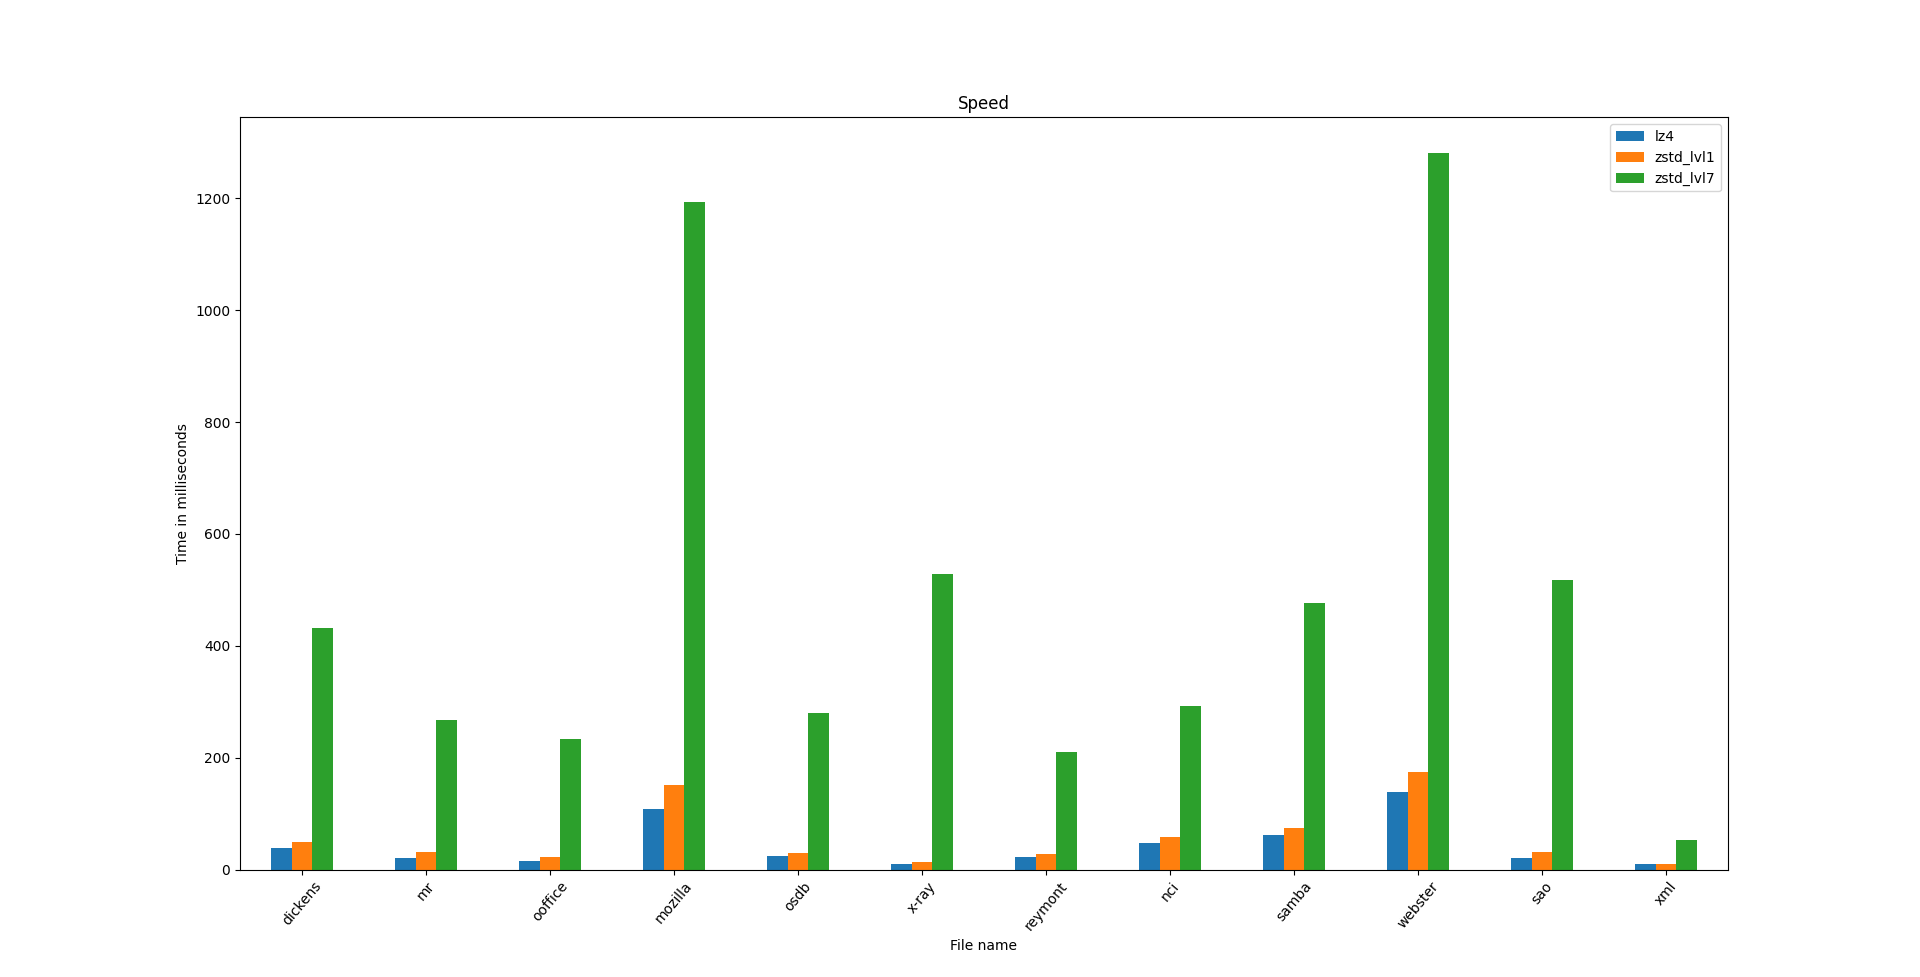 Speed
lz4
zstd_lvl1
zstd_lvl7
1200
1000
800
600
400
200
0
Time in milliseconds
dickens
mr
ooffice
mozilla
osdb
x-ray
reymont
nci
samba
webster
sao
xml
File name